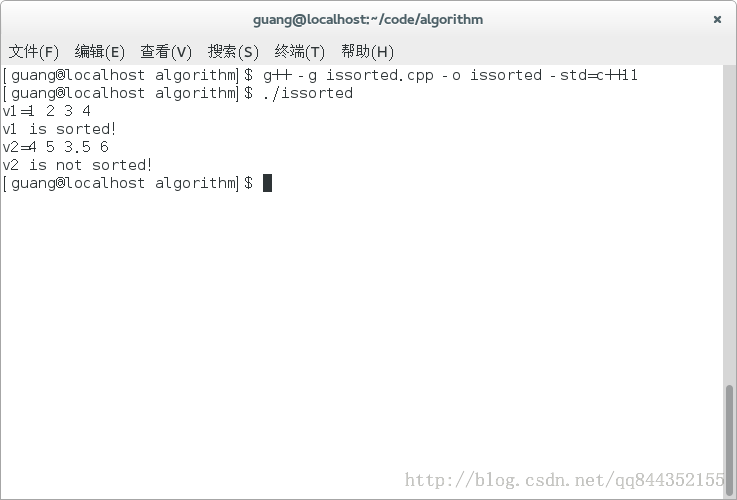 guang@localhost:~/code/algorithm ×
文件(F) 编辑(E) 查看(V) 搜索(S) 终端(T) 帮助(H)
[guang@localhost algorithm]$ g++ -g issorted.cpp -o issorted -std=c++11
[guang@localhost algorithm]$ ./issorted
v1=1 2 3 4
v1 is sorted!
v2=4 5 3.5 6
v2 is not sorted!
[guang@localhost algorithm]$
http://blog.csdn.net/qq844352155